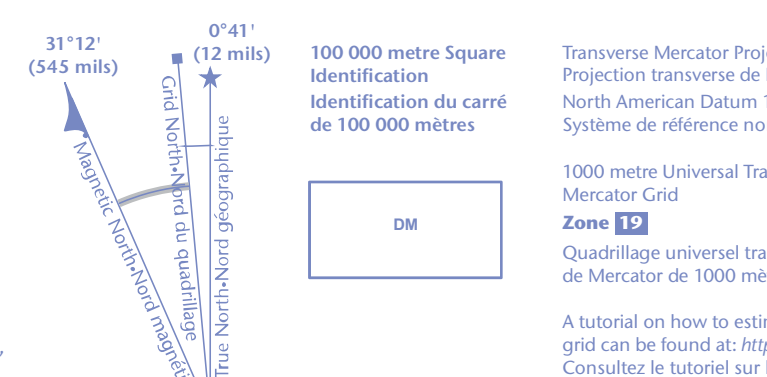 31°12'
(545 mils)
0°41'
(12 mils)
Magnetic North•Nord
Grid North•Nord du quadrillage
True North•Nord géographique
100 000 metre Square
Identification
Identification du carré
de 100 000 mètres
DM
Transverse Mercator
Projection transverse de
North American Datum
Système de référence
1000 metre Universal
Mercator Grid
Zone 19
Quadrillage universel
de Mercator de 1000
A tutorial on how to
grid can be found at:
Consultez le tutoriel sur